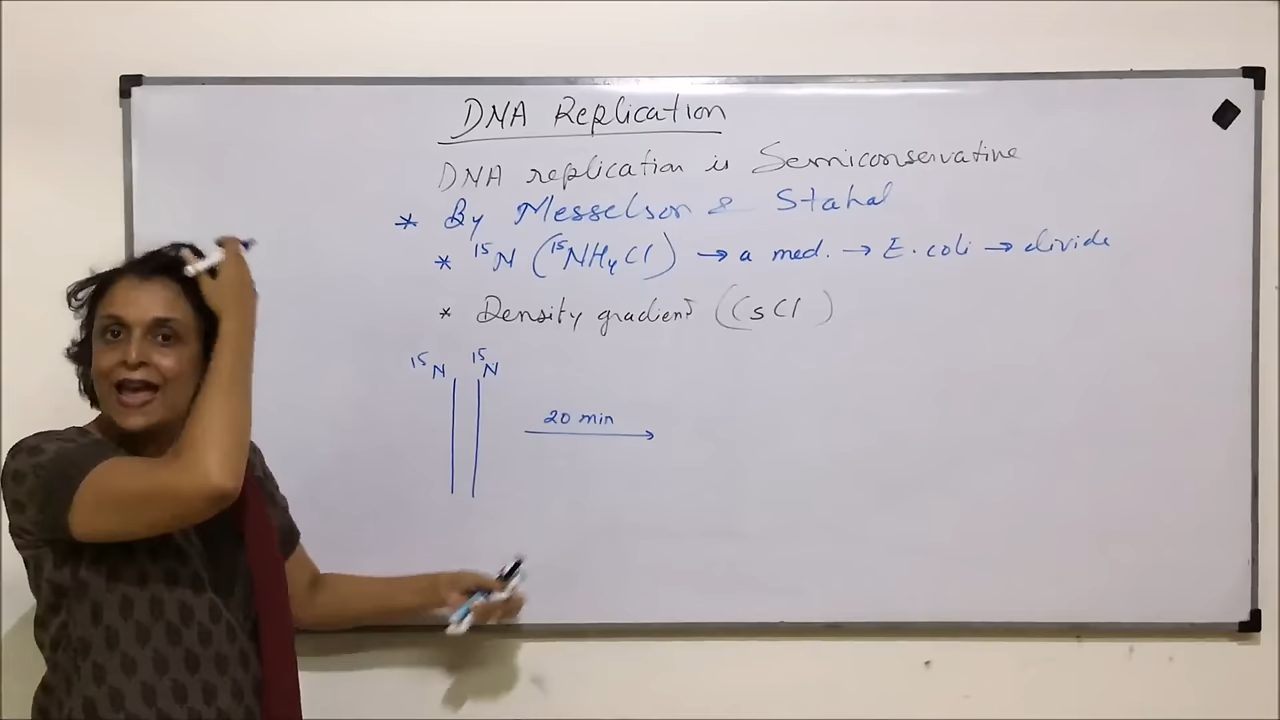 DNA Replication
DNA replication is Semiconservative
* By Messelson & Stahal
* ¹⁵N (¹⁵NH₄Cl) → a med. → E. coli → divide
* Density gradient (CsCl)
¹⁵N ¹⁵N
20 min